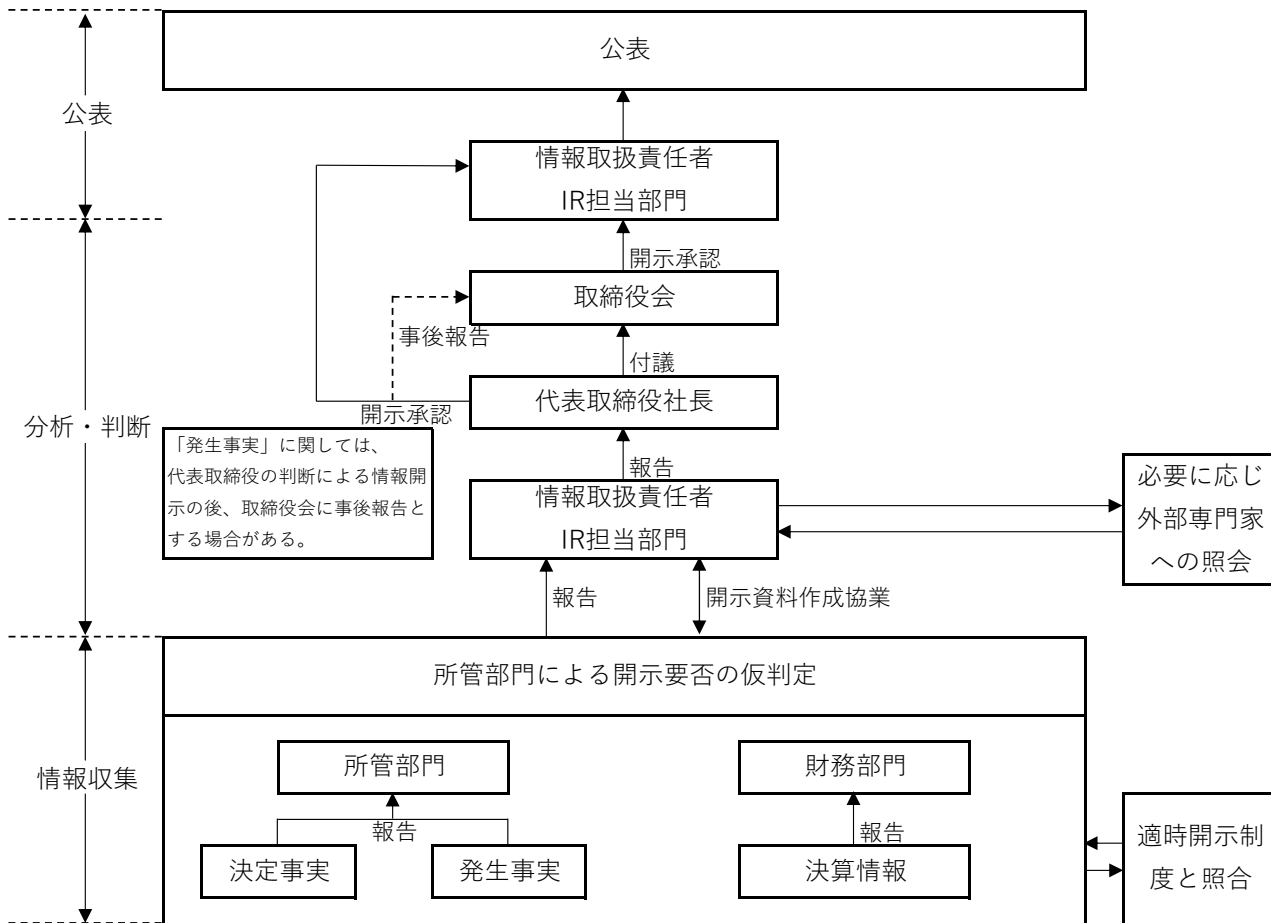 公表
公表
情報取扱責任者
IR担当部門
開示承認
取締役会
事後報告
付議
代表取締役社長
開示承認
分析・判断
「発生事実」に関しては、
代表取締役の判断による情報開
示の後、取締役会に事後報告と
する場合がある。
報告
情報取扱責任者
IR担当部門
必要に応じ
外部専門家
への照会
報告
開示資料作成協業
所管部門による開示要否の仮判定
情報収集
所管部門
財務部門
報告
報告
決定事実
発生事実
決算情報
適時開示制
度と照合